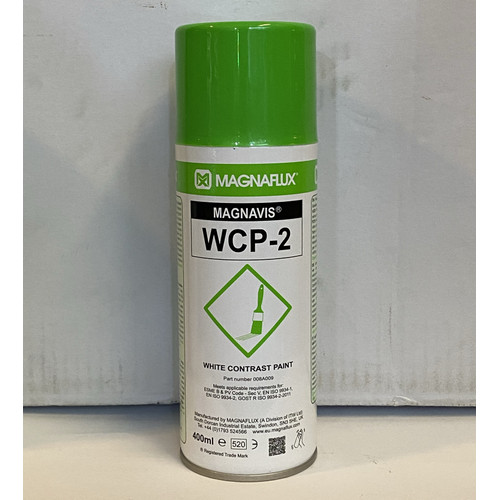 MAGNAFLUX®
MAGNAVIS®
WCP-2
WHITE CONTRAST PAINT
Part number 008A009
Meets applicable requirements for:
ESME B & PV Code - Sec V, EN ISO 9934-1,
EN ISO 9934-2, GOST R ISO 9934-2-2011
Manufactured by MAGNAFLUX (A Division of ITW Ltd)
South Dorcan Industrial Estate, Swindon, SN3 5HE, UK
Tel. +44 (0)1793 524566 www.eu.magnaflux.com
400ml ℮ 520
® Registered Trade Mark